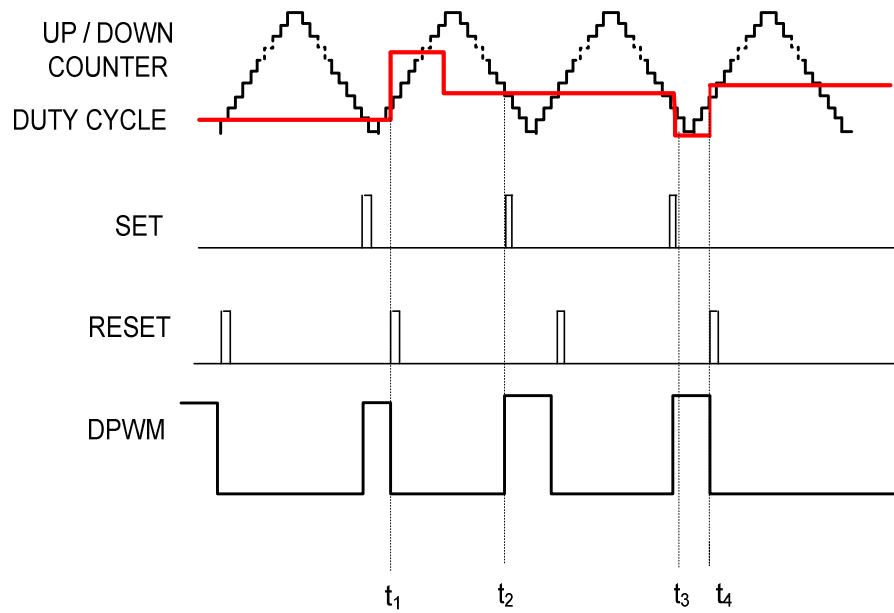 UP / DOWN
COUNTER
DUTY CYCLE
SET
RESET
DPWM
t1 t2 t3 t4